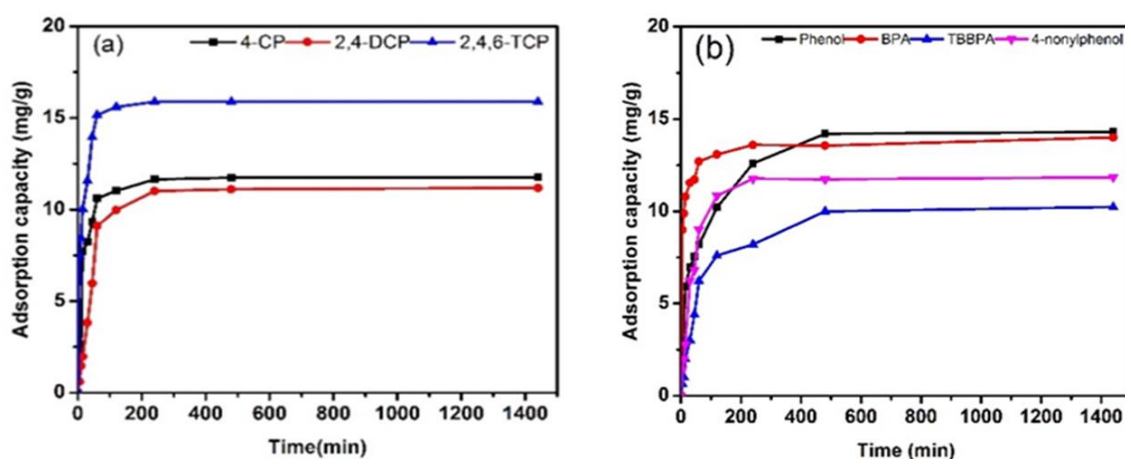 (a)
4-CP 2,4-DCP 2,4,6-TCP
Adsorption capacity (mg/g)
20
15
10
5
0
0 200 400 600 800 1000 1200 1400
Time(min)
(b)
Phenol BPA TBBPA 4-nonylphenol
Adsorption capacity (mg/g)
20
15
10
5
0
0 200 400 600 800 1000 1200 1400
Time (min)